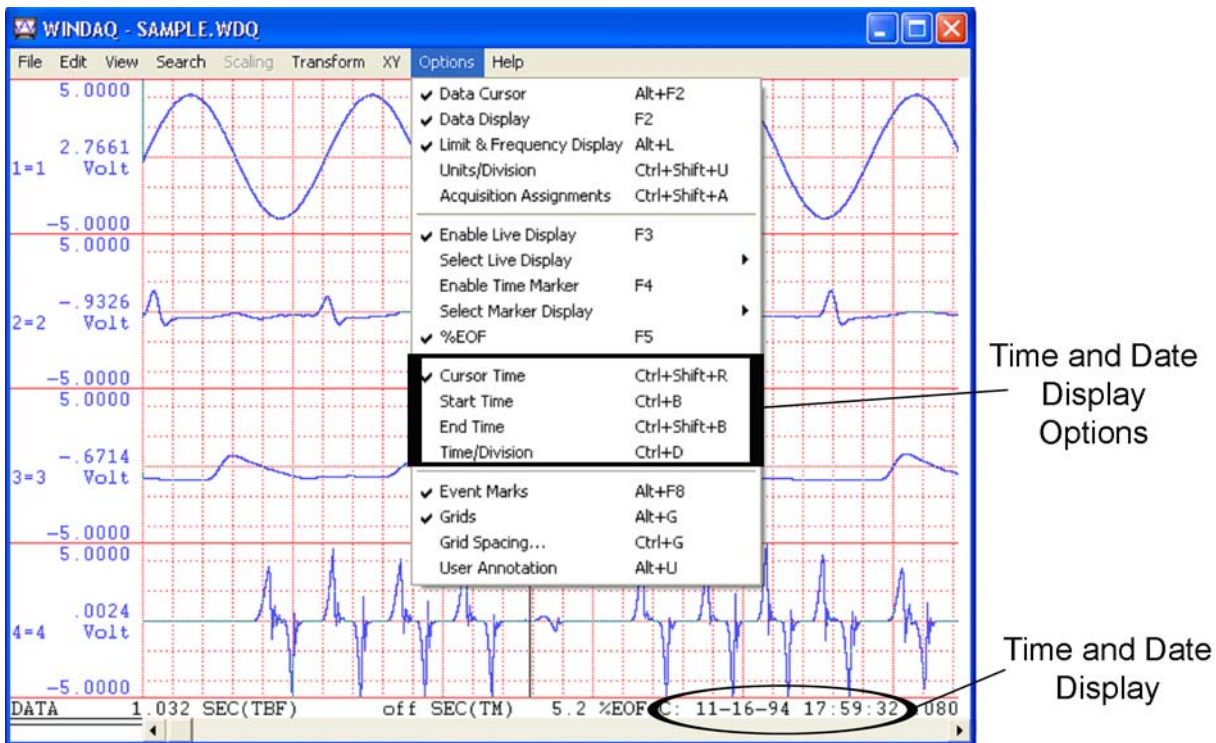 WINDAQ - SAMPLE.WDQ
File Edit View Search Scaling Transform XY Options Help
5.0000
2.7661
1=1 Volt
-5.0000
5.0000
-.9326
2=2 Volt
-5.0000
5.0000
-.6714
3=3 Volt
-5.0000
5.0000
.0024
4=4 Volt
-5.0000
Data Cursor Alt+F2
Data Display F2
Limit & Frequency Display Alt+L
Units/Division Ctrl+Shift+U
Acquisition Assignments Ctrl+Shift+A
Enable Live Display F3
Select Live Display
Enable Time Marker F4
Select Marker Display
%EOF F5
Cursor Time Ctrl+Shift+R
Start Time Ctrl+B
End Time Ctrl+Shift+B
Time/Division Ctrl+D
Event Marks Alt+F8
Grids Alt+G
Grid Spacing... Ctrl+G
User Annotation Alt+U
Time and Date
Display
Options
Time and Date
Display
DATA 1.032 SEC(TBF) off SEC(TM) 5.2 %EOF C: 11-16-94 17:59:32 080